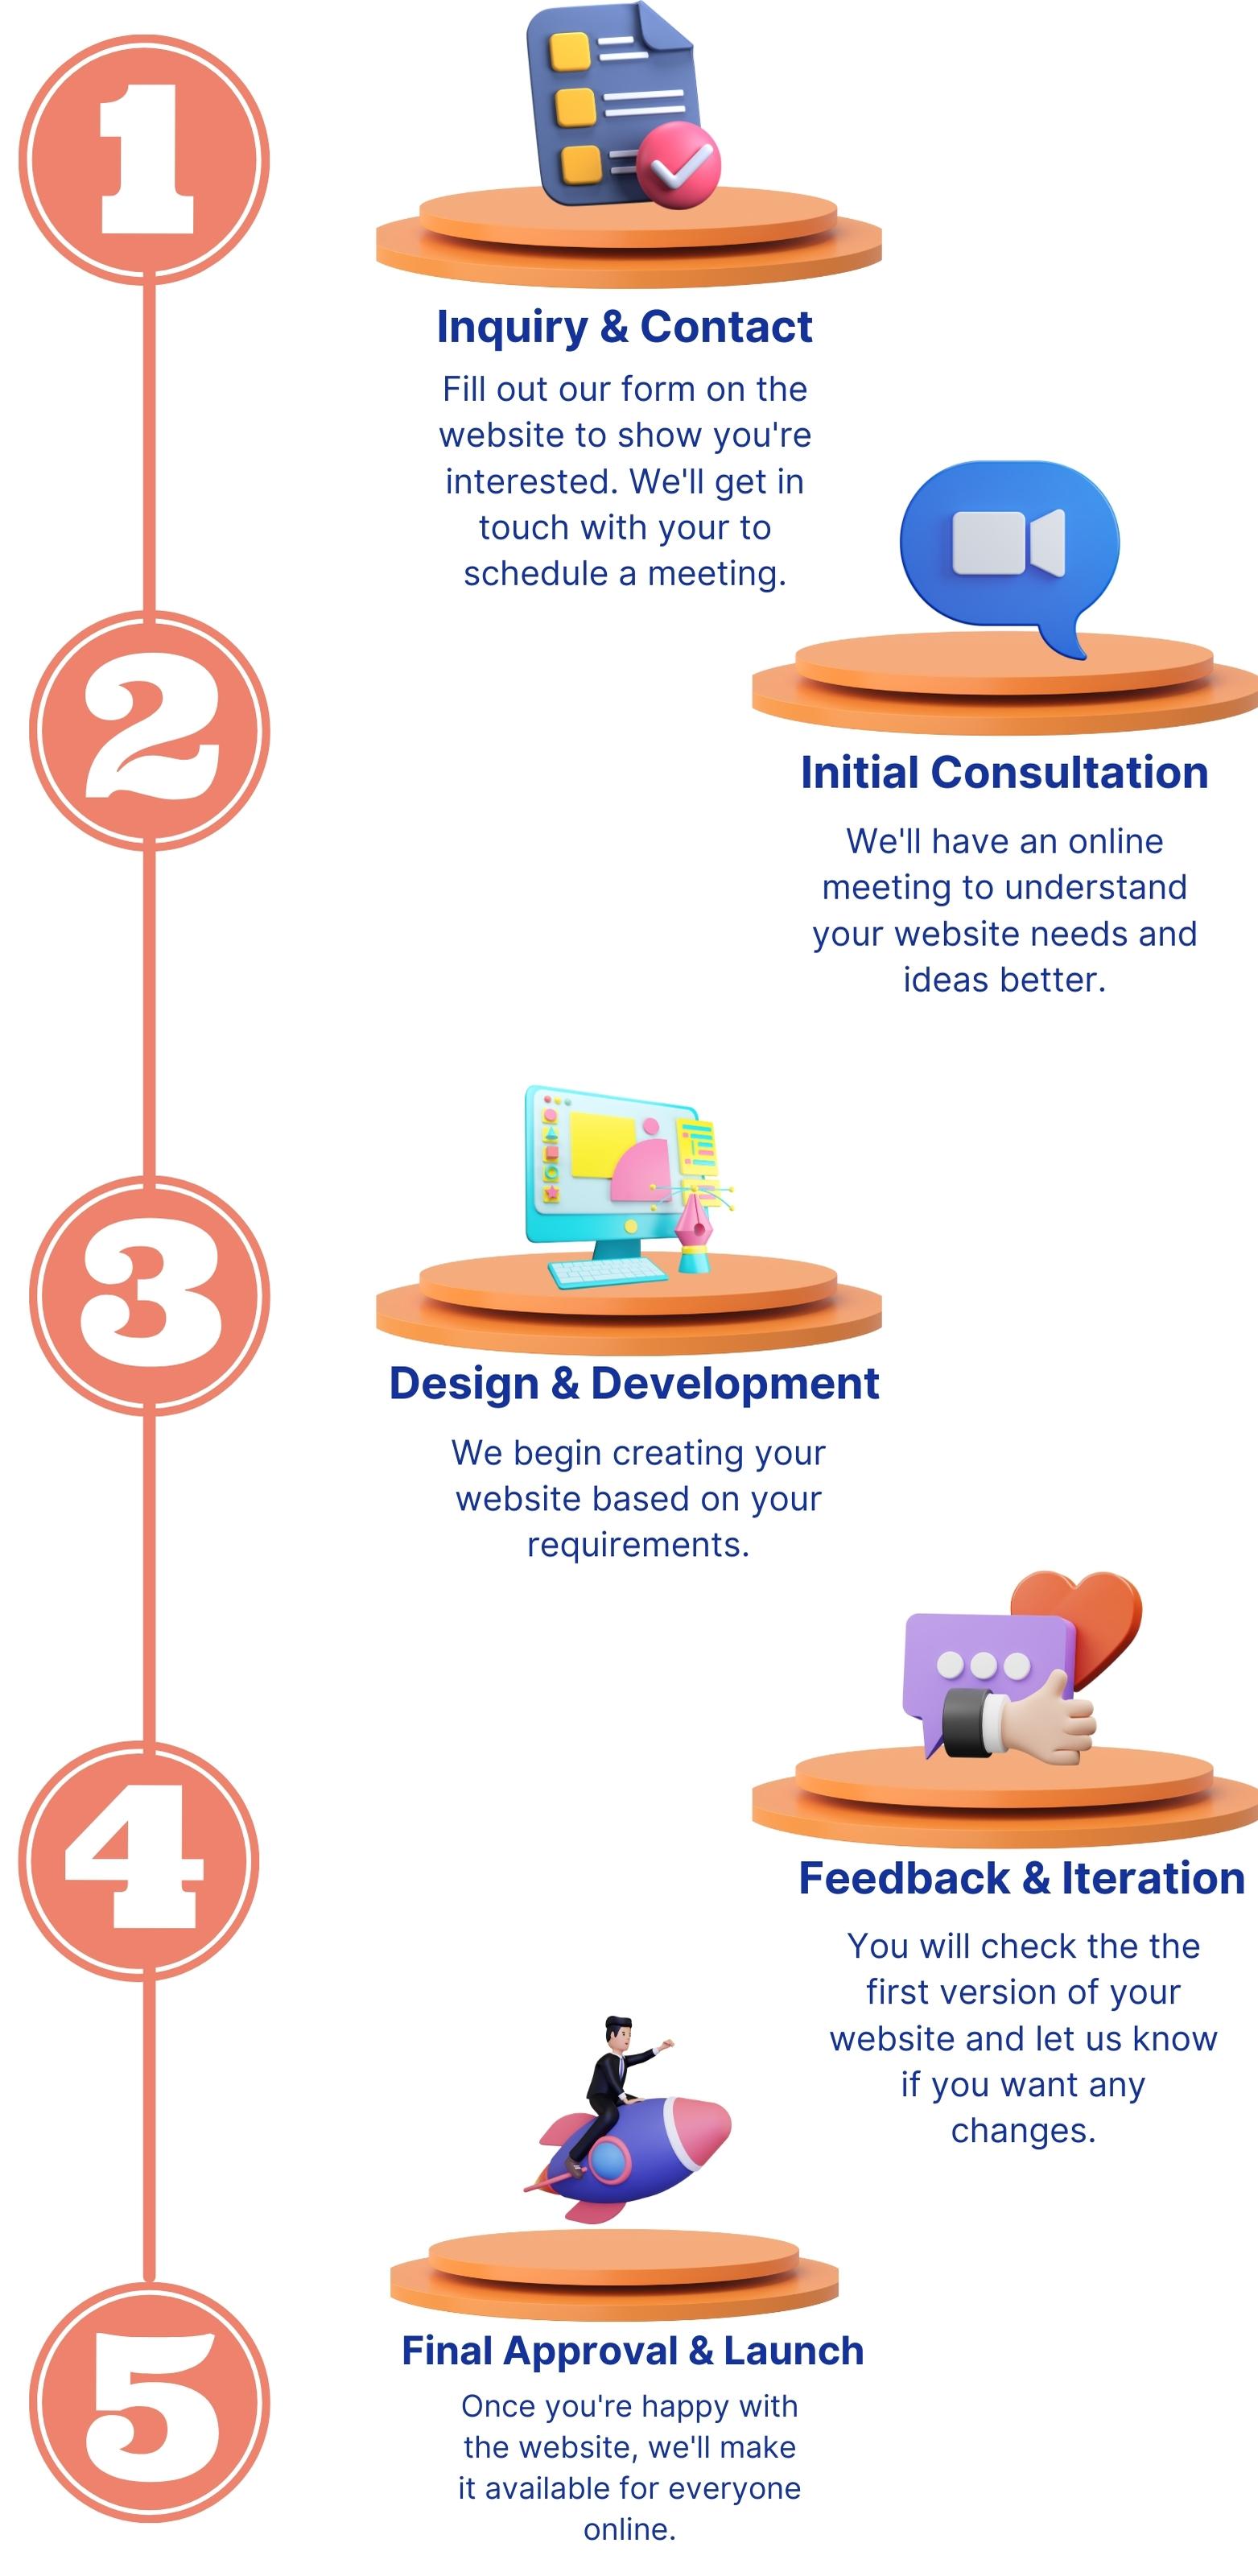 1
Inquiry & Contact
Fill out our form on the
website to show you're
interested. We'll get in
touch with your to
schedule a meeting.
2
Initial Consultation
We'll have an online
meeting to understand
your website needs and
ideas better.
3
Design & Development
We begin creating your
website based on your
requirements.
4
Feedback & Iteration
You will check the the
first version of your
website and let us know
if you want any
changes.
5
Final Approval & Launch
Once you're happy with
the website, we'll make
it available for everyone
online.